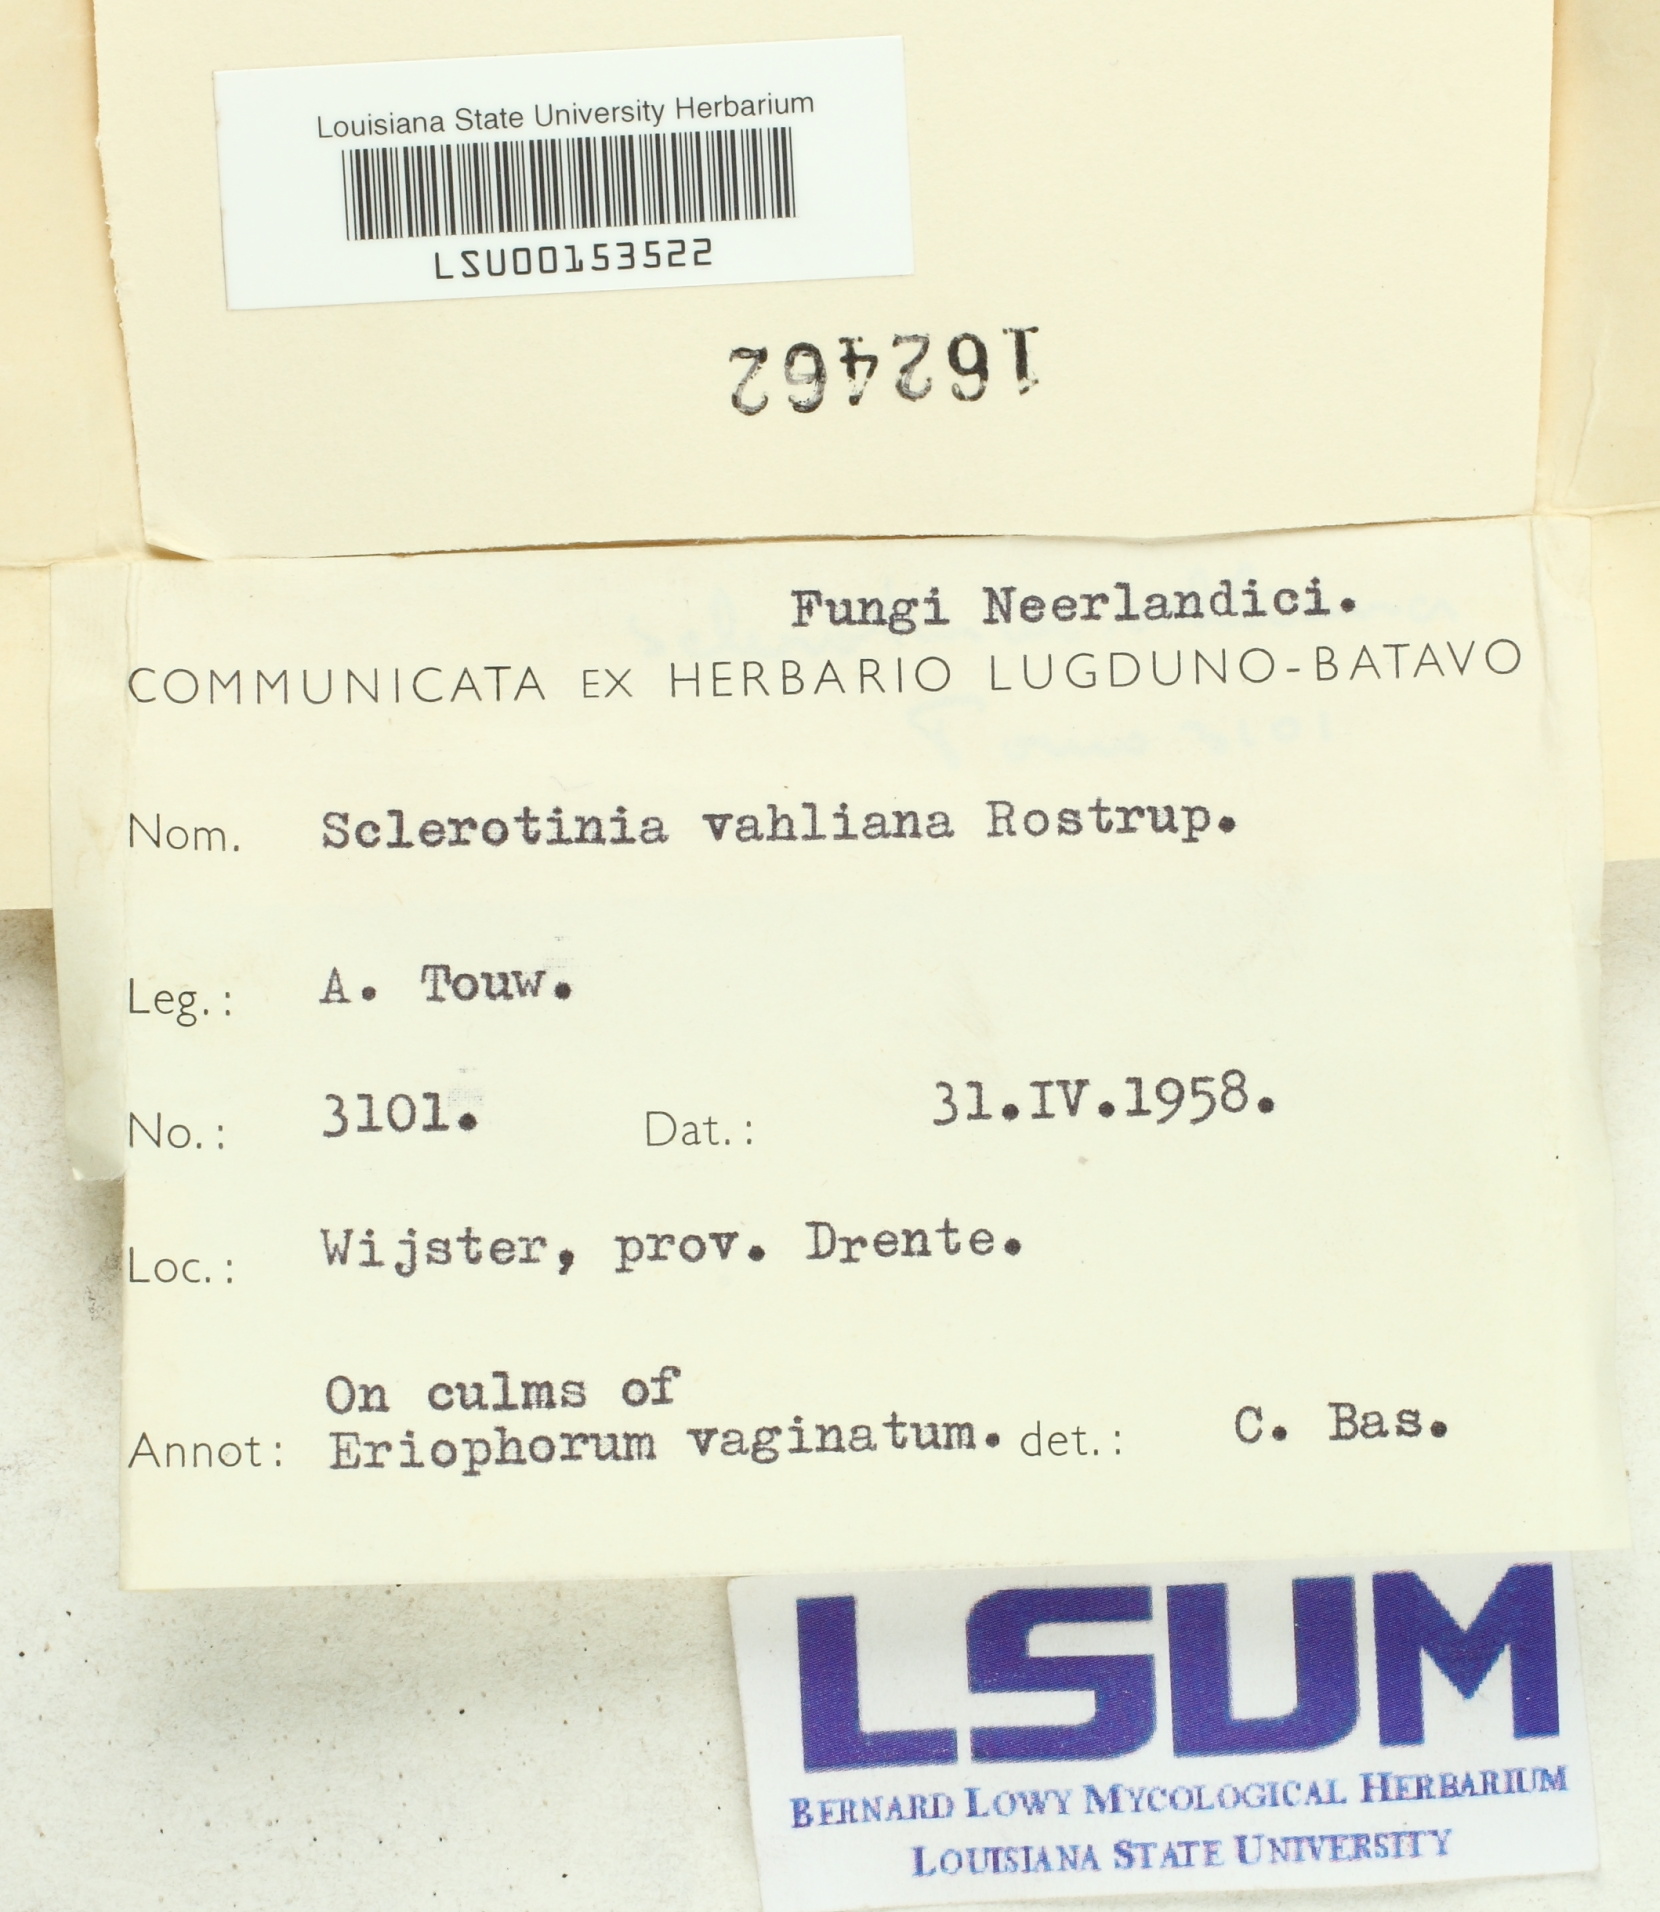 Louisiana State University Herbarium
LSU00153522
162462
Fungi Neerlandici.
COMMUNICATA EX HERBARIO LUGDUNO-BATAVO
Nom. Sclerotinia vahliana Rostrup.
Leg.: A. Touw.
No.: 3101. Dat.: 31.IV.1958.
Loc.: Wijster, prov. Drente.
On culms of
Annot: Eriophorum vaginatum. det.: C. Bas.
LSUM
BERNARD LOWY MYCOLOGICAL HERBARIUM
LOUISIANA STATE UNIVERSITY